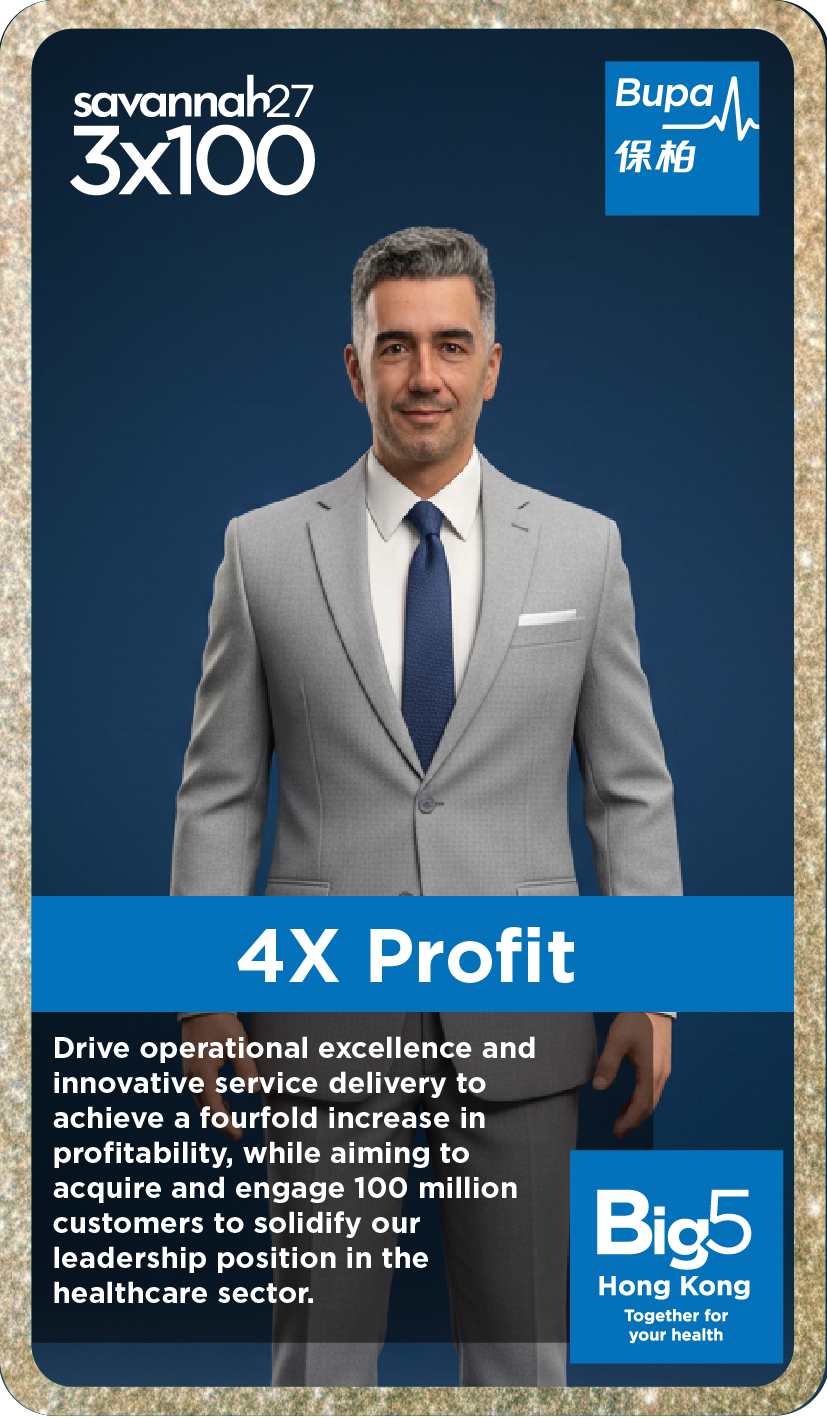 savannah27
3x100
Bupa
保柏
4X Profit
Drive operational excellence and
innovative service delivery to
achieve a fourfold increase in
profitability, while aiming to
acquire and engage 100 million
customers to solidify our
leadership position in the
healthcare sector.
Big5
Hong Kong
Together for
your health